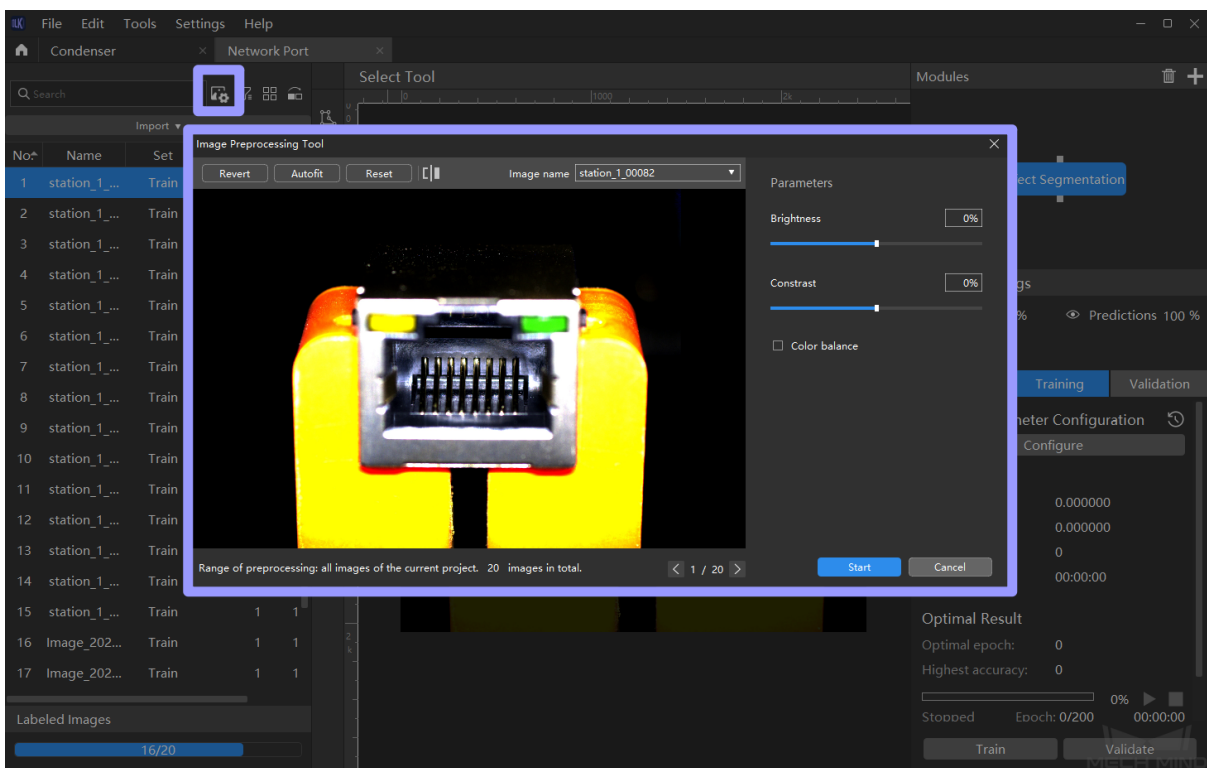 File Edit Tools Settings Help
Condenser × Network Port ×
Search
Select Tool
Modules
0 1000 2k
Import
0
No Name Set
1 station_1_... Train
2 station_1_... Train
3 station_1_... Train
4 station_1_... Train
5 station_1_... Train
6 station_1_... Train
7 station_1_... Train
8 station_1_... Train
9 station_1_... Train
10 station_1_... Train
11 station_1_... Train
12 station_1_... Train
13 station_1_... Train
14 station_1_... Train
15 station_1_... Train 1 1
16 Image_202... Train 1 1
17 Image_202... Train 1 1
Labeled Images
16/20
2
k
Image Preprocessing Tool
Revert Autofit Reset Image name station_1_00082
Parameters
Brightness 0%
Constrast 0%
Color balance
Range of preprocessing: all images of the current project. 20 images in total. < 1 / 20 >
Start Cancel
ect Segmentation
gs
% Predictions 100 %
Training Validation
neter Configuration
Configure
0.000000
0.000000
0
00:00:00
Optimal Result
Optimal epoch: 0
Highest accuracy: 0
0%
Stopped Epoch: 0/200 00:00:00
Train Validate
MECH MIND